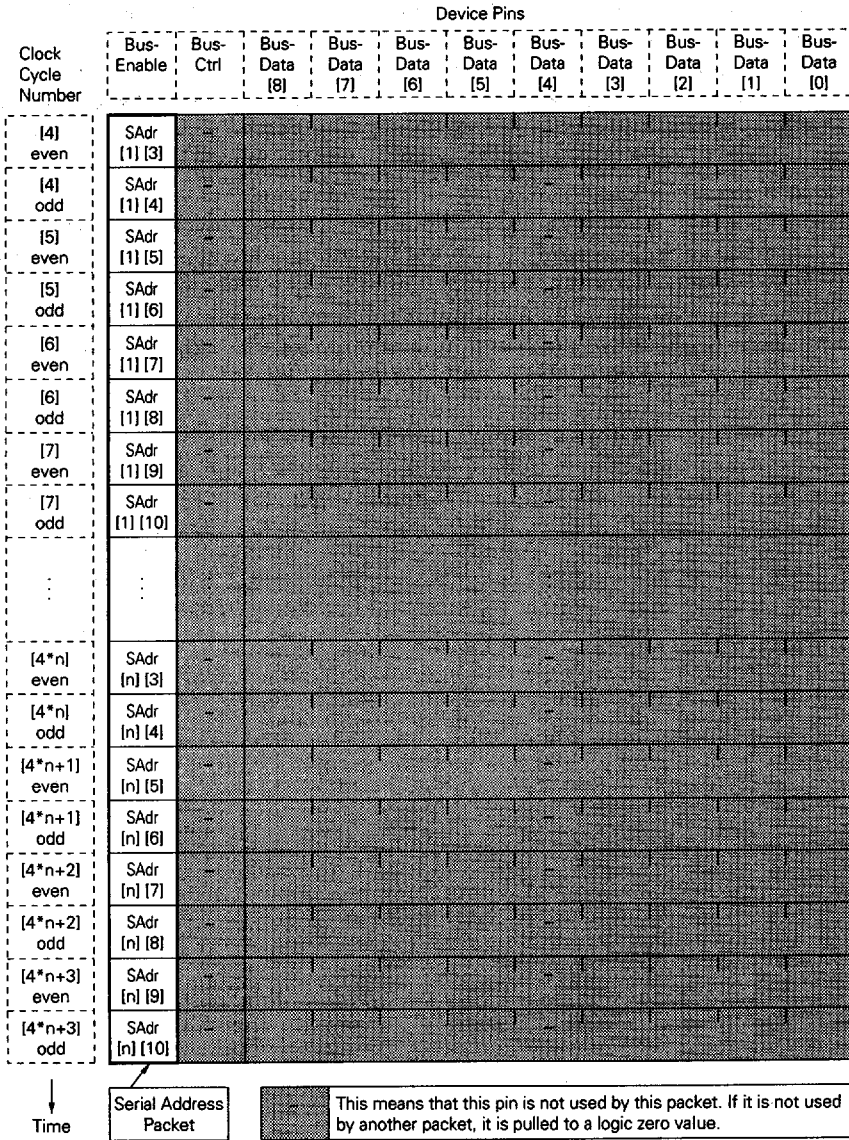 Device Pins
Clock Cycle Number
Bus-Enable Bus-Ctrl Bus-Data [8] Bus-Data [7] Bus-Data [6] Bus-Data [5] Bus-Data [4] Bus-Data [3] Bus-Data [2] Bus-Data [1] Bus-Data [0]
[4] even SAdr [1] [3] - -
[4] odd SAdr [1] [4] - -
[5] even SAdr [1] [5] - -
[5] odd SAdr [1] [6] - -
[6] even SAdr [1] [7] - -
[6] odd SAdr [1] [8] - -
[7] even SAdr [1] [9] - -
[7] odd SAdr [1] [10] - -
⋮ ⋮
[4*n] even SAdr [n] [3] - -
[4*n] odd SAdr [n] [4] - -
[4*n+1] even SAdr [n] [5] - -
[4*n+1] odd SAdr [n] [6] - -
[4*n+2] even SAdr [n] [7] - -
[4*n+2] odd SAdr [n] [8] - -
[4*n+3] even SAdr [n] [9] - -
[4*n+3] odd SAdr [n] [10] - -
Time
Serial Address
Packet
This means that this pin is not used by this packet. If it is not used
by another packet, it is pulled to a logic zero value.